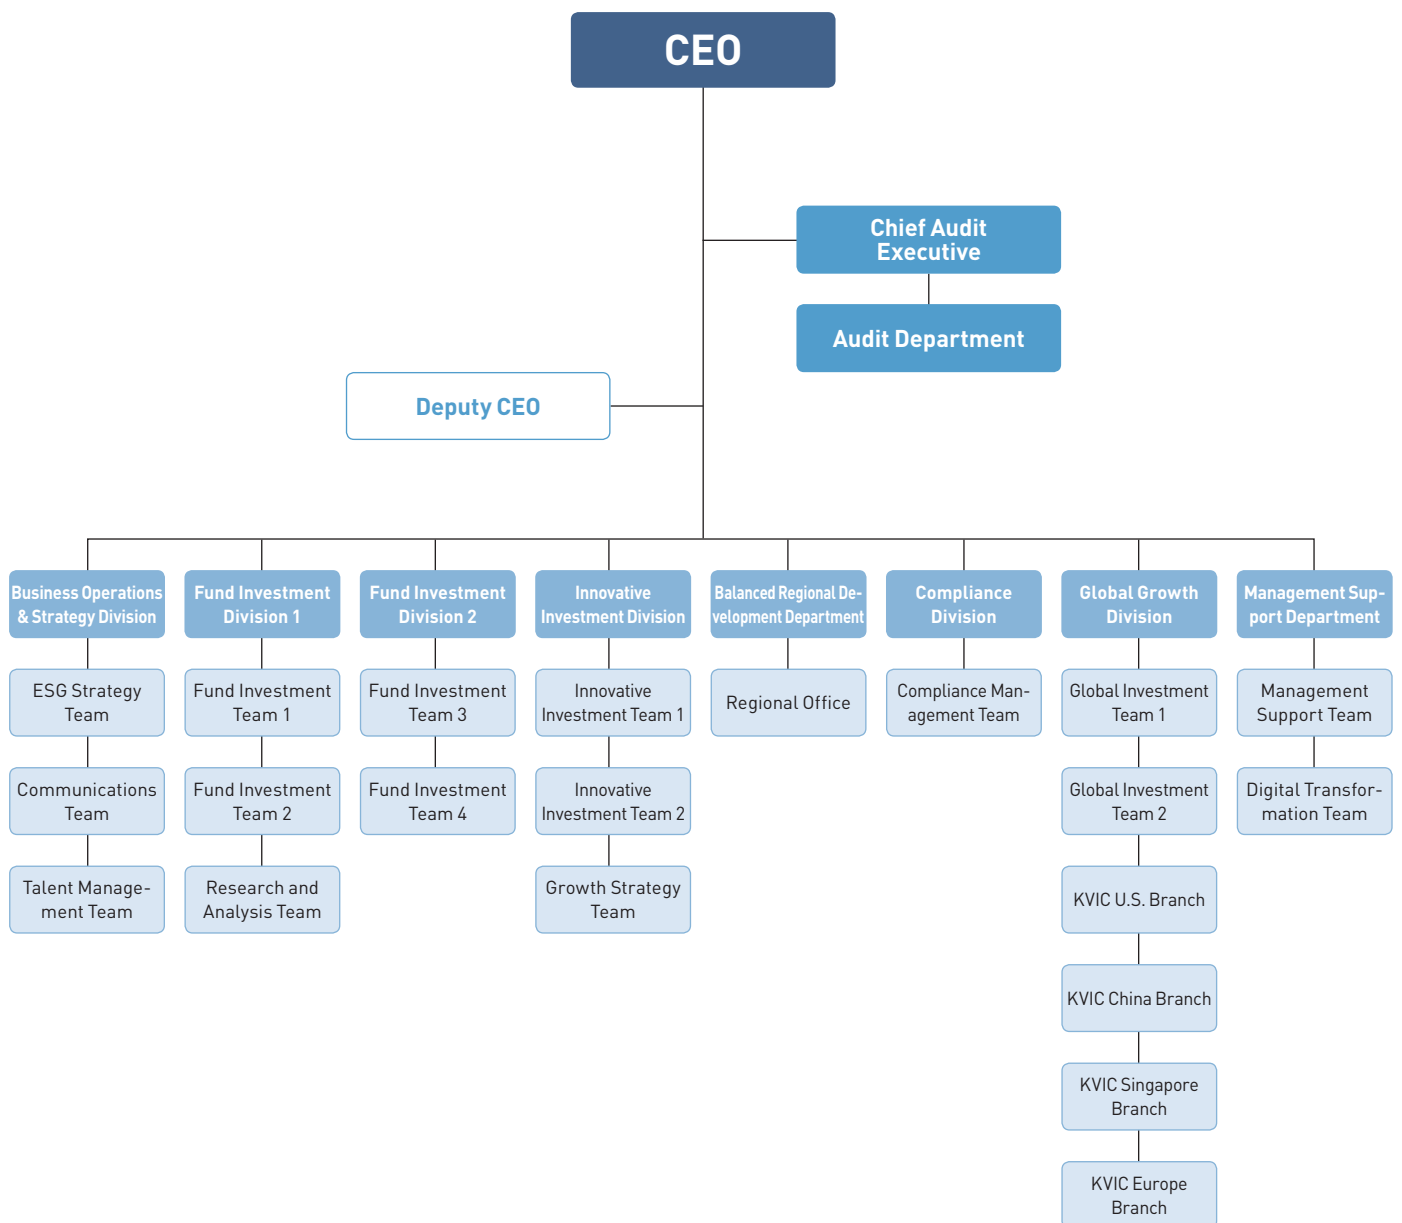 CEO
Chief Audit
Executive
Audit Department
Deputy CEO
Business Operations
& Strategy Division
ESG Strategy
Team
Communications
Team
Talent Manage-
ment Team
Fund Investment
Division 1
Fund Investment
Team 1
Fund Investment
Team 2
Research and
Analysis Team
Fund Investment
Division 2
Fund Investment
Team 3
Fund Investment
Team 4
Innovative
Investment Division
Innovative
Investment Team 1
Innovative
Investment Team 2
Growth Strategy
Team
Balanced Regional De-
velopment Department
Regional Office
Compliance
Division
Compliance Man-
agement Team
Global Growth
Division
Global Investment
Team 1
Global Investment
Team 2
KVIC U.S. Branch
KVIC China Branch
KVIC Singapore
Branch
KVIC Europe
Branch
Management Sup-
port Department
Management
Support Team
Digital Transfor-
mation Team